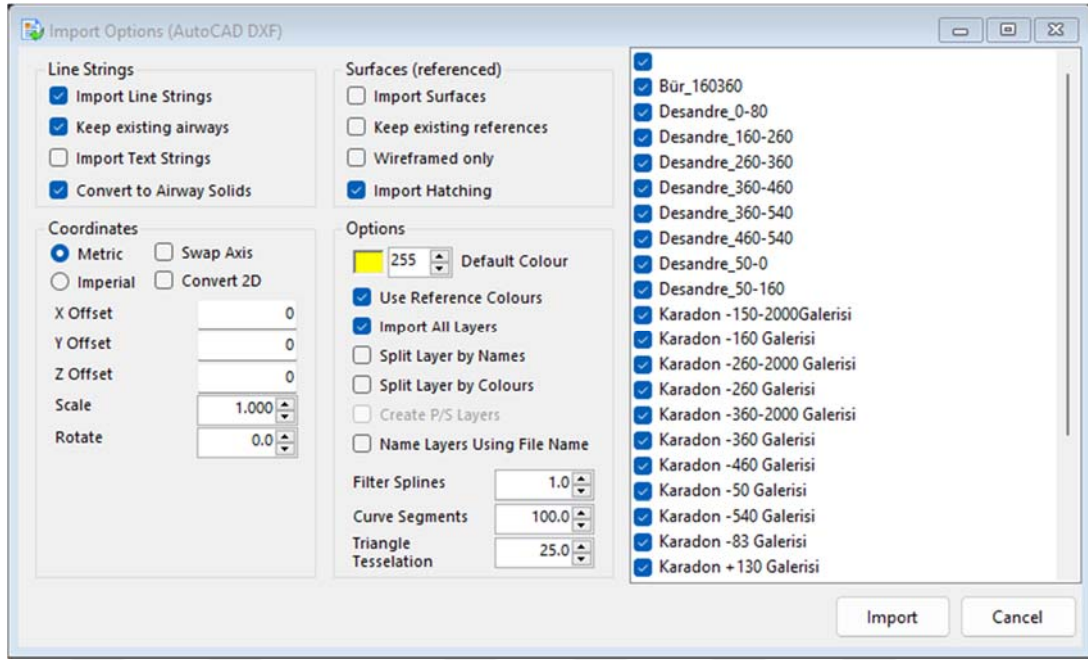 Import Options (AutoCAD DXF)
Line Strings
Import Line Strings
Keep existing airways
Import Text Strings
Convert to Airway Solids
Surfaces (referenced)
Import Surfaces
Keep existing references
Wireframed only
Import Hatching
Coordinates
Metric
Swap Axis
Imperial
Convert 2D
X Offset 0
Y Offset 0
Z Offset 0
Scale 1.000
Rotate 0.0
Options
255 Default Colour
Use Reference Colours
Import All Layers
Split Layer by Names
Split Layer by Colours
Create P/S Layers
Name Layers Using File Name
Filter Splines 1.0
Curve Segments 100.0
Triangle
Tesselation 25.0
Bür_160360
Desandre_0-80
Desandre_160-260
Desandre_260-360
Desandre_360-460
Desandre_360-540
Desandre_460-540
Desandre_50-0
Desandre_50-160
Karadon -150-2000Galerisi
Karadon -160 Galerisi
Karadon -260-2000 Galerisi
Karadon -260 Galerisi
Karadon -360-2000 Galerisi
Karadon -360 Galerisi
Karadon -460 Galerisi
Karadon -50 Galerisi
Karadon -540 Galerisi
Karadon -83 Galerisi
Karadon +130 Galerisi
Import
Cancel